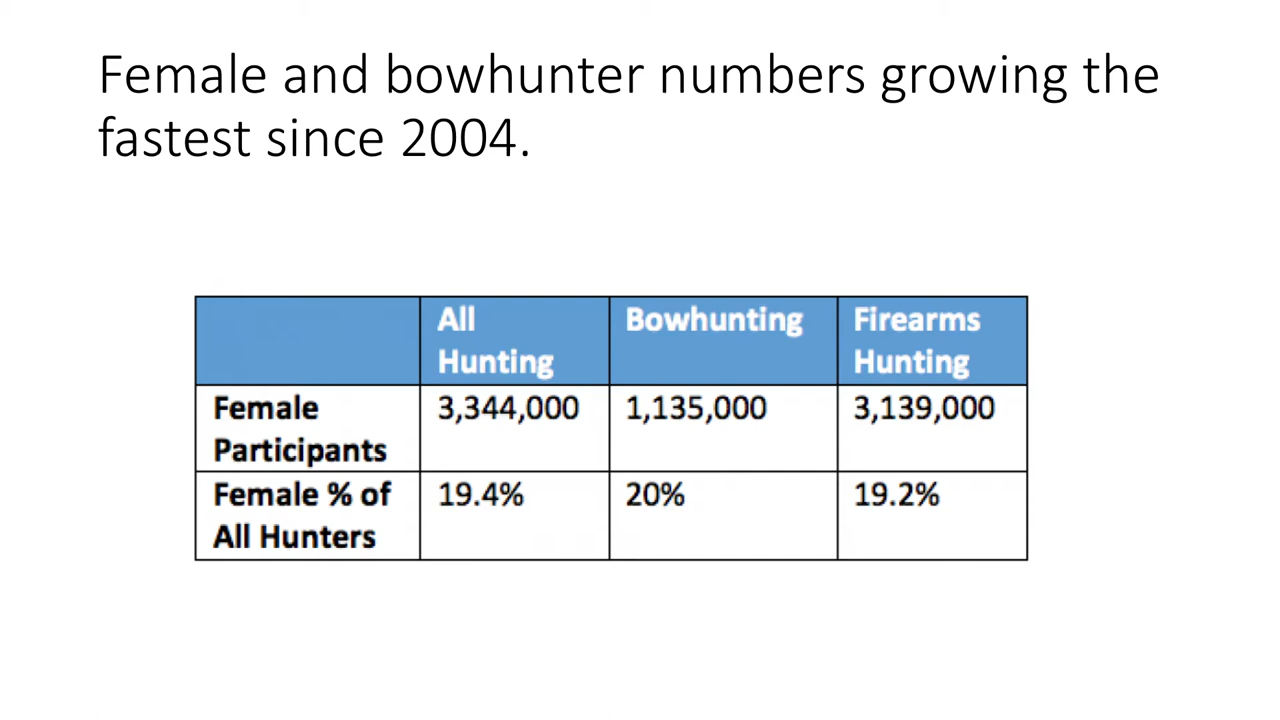 Female and bowhunter numbers growing the
fastest since 2004.
All Hunting Bowhunting Firearms Hunting
Female Participants 3,344,000 1,135,000 3,139,000
Female % of All Hunters 19.4% 20% 19.2%